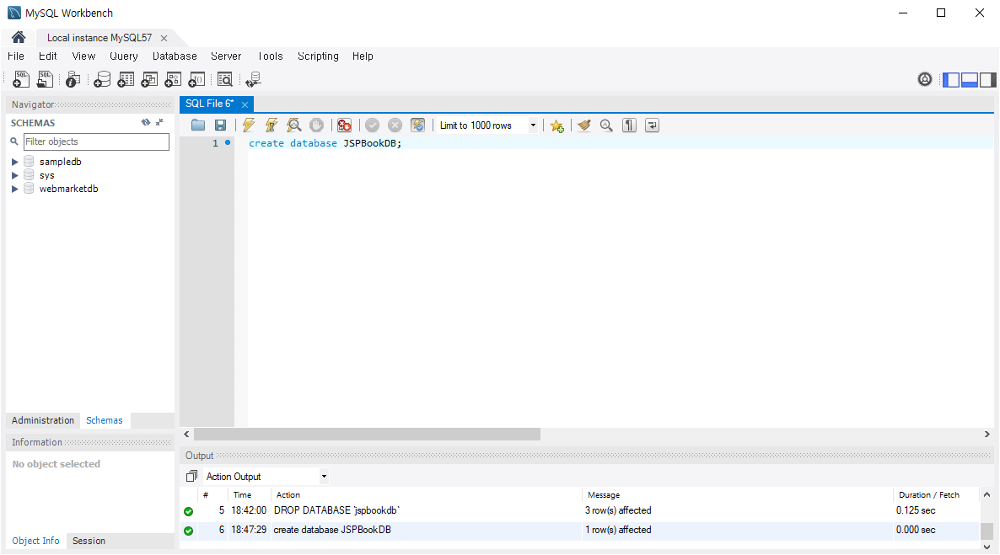 MySQL Workbench
Local instance MySQL57
File Edit View Query Database Server Tools Scripting Help
Navigator
SCHEMAS
Filter objects
sampledb
sys
webmarketdb
Administration Schemas
Information
No object selected
Object Info Session
SQL File 6*
Limit to 1000 rows
1 create database JSPBookDB;
Output
Action Output
# Time Action Message Duration / Fetch
5 18:42:00 DROP DATABASE `jspbookdb` 3 row(s) affected 0.125 sec
6 18:47:29 create database JSPBookDB 1 row(s) affected 0.000 sec